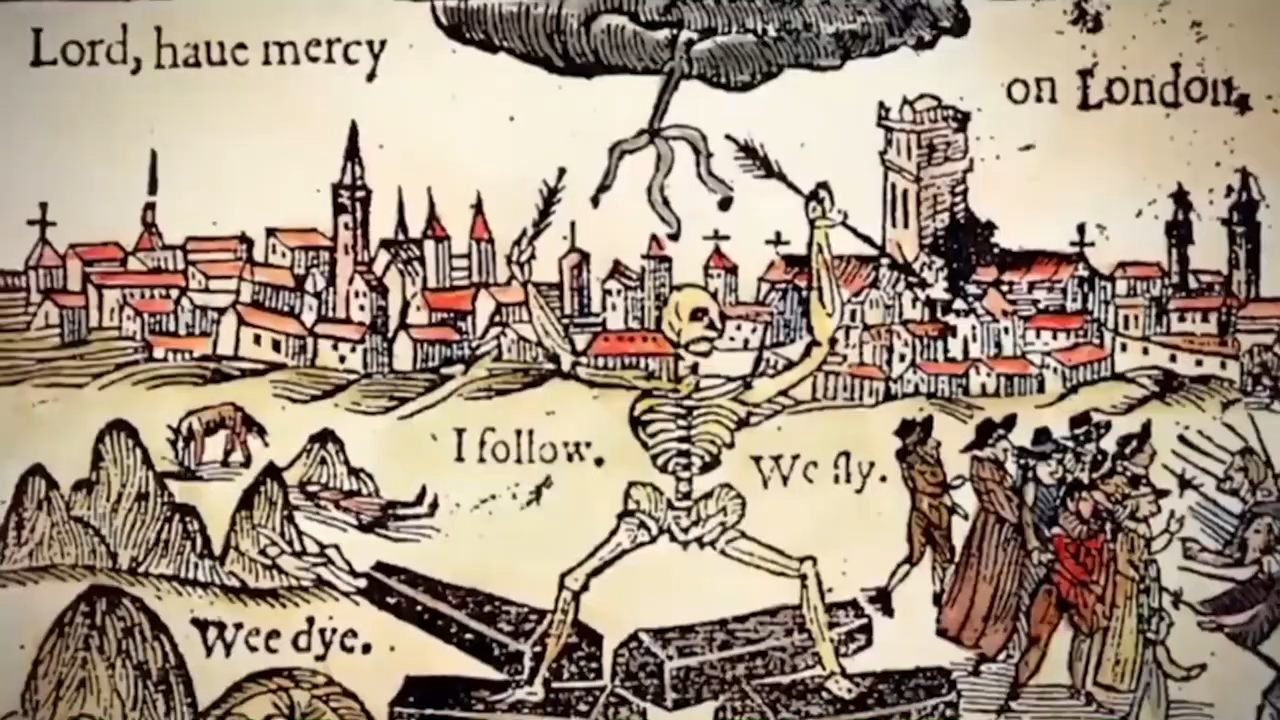 Lord, haue mercy
on London.
I follow.
We fly.
Wee dye.